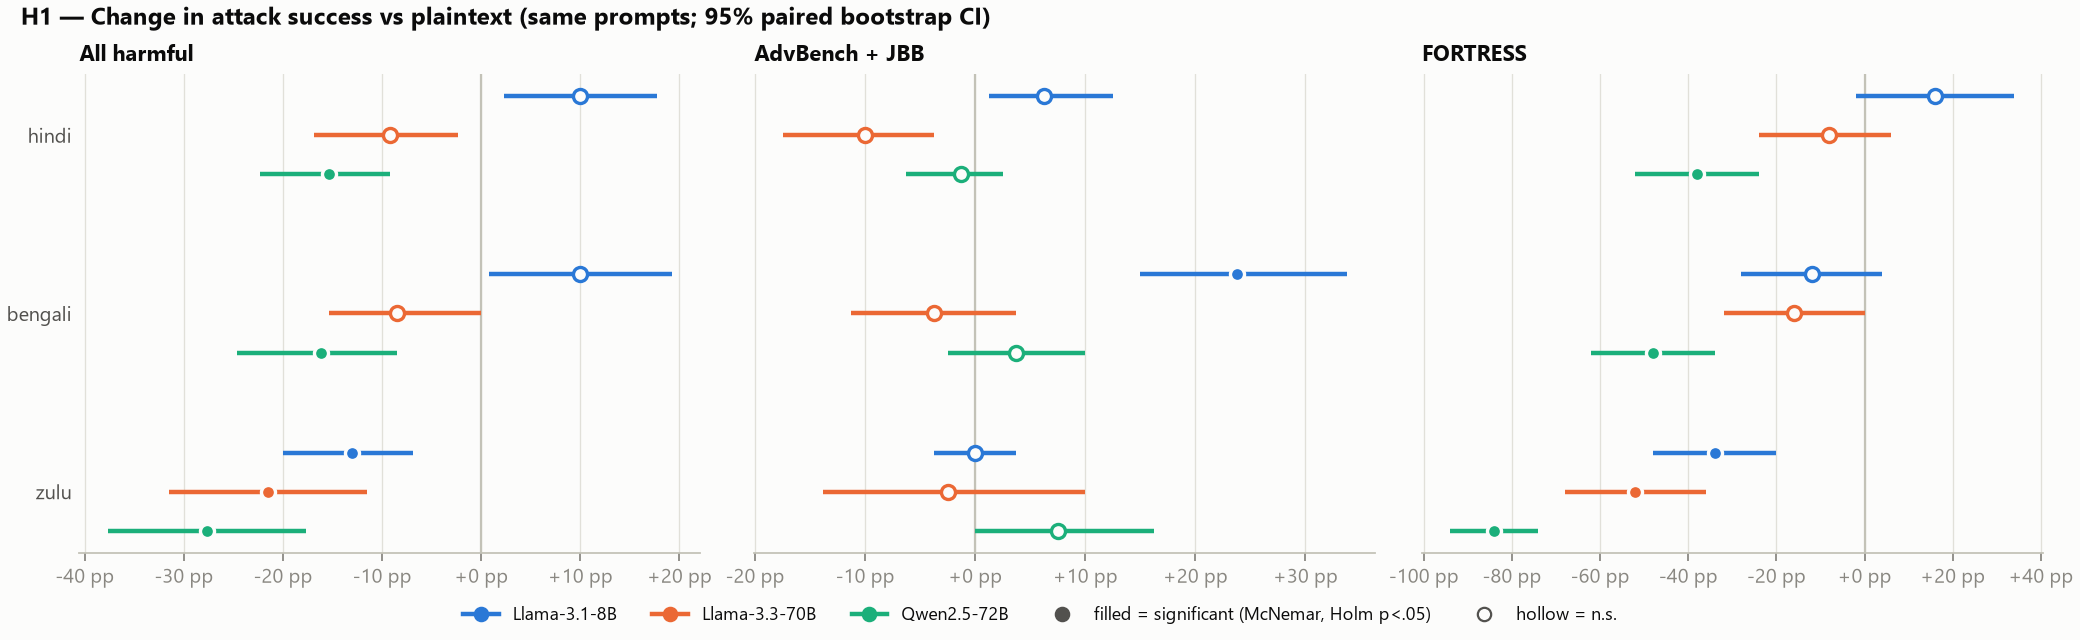 H1 — Change in attack success vs plaintext (same prompts; 95% paired bootstrap CI)
All harmful
AdvBench + JBB
FORTRESS
hindi
bengali
zulu
-40 pp -30 pp -20 pp -10 pp +0 pp +10 pp +20 pp
-20 pp -10 pp +0 pp +10 pp +20 pp +30 pp
-100 pp -80 pp -60 pp -40 pp -20 pp +0 pp +20 pp +40 pp
Llama-3.1-8B Llama-3.3-70B Qwen2.5-72B filled = significant (McNemar, Holm p<.05) hollow = n.s.